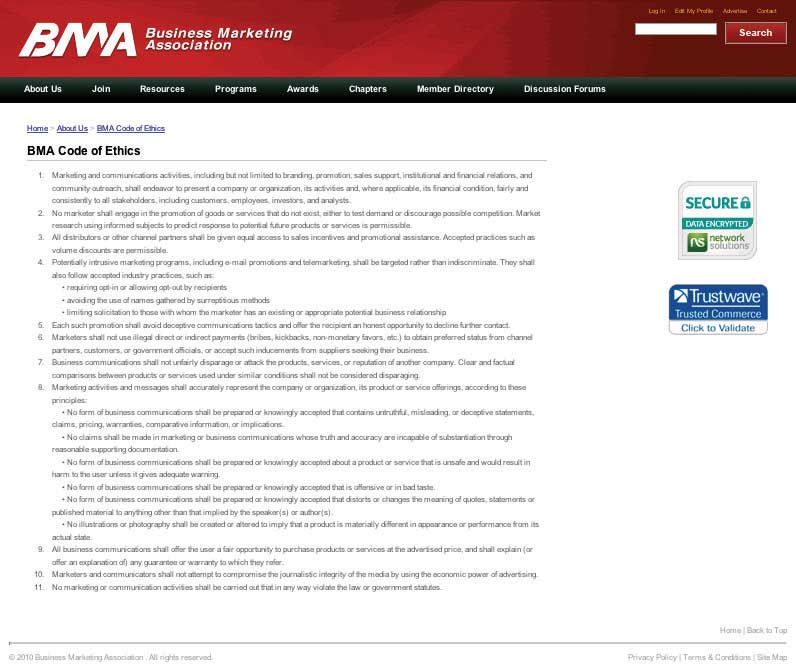 Log In Edit My Profile Advertise Contact
BMA Business Marketing
Association
Search
About Us Join Resources Programs Awards Chapters Member Directory Discussion Forums
Home > About Us > BMA Code of Ethics
BMA Code of Ethics
1. Marketing and communications activities, including but not limited to branding, promotion, sales support, institutional and financial relations, and
community outreach, shall endeavor to present a company or organization, its activities and, where applicable, its financial condition, fairly and
consistently to all stakeholders, including customers, employees, investors, and analysts.
2. No marketer shall engage in the promotion of goods or services that do not exist, either to test demand or discourage possible competition. Market
research using informed subjects to predict response to potential future products or services is permissible.
3. All distributors or other channel partners shall be given equal access to sales incentives and promotional assistance. Accepted practices such as
volume discounts are permissible.
4. Potentially intrusive marketing programs, including e-mail promotions and telemarketing, shall be targeted rather than indiscriminate. They shall
also follow accepted industry practices, such as:
• requiring opt-in or allowing opt-out by recipients
• avoiding the use of names gathered by surreptitious methods
• limiting solicitation to those with whom the marketer has an existing or appropriate potential business relationship
5. Each such promotion shall avoid deceptive communications tactics and offer the recipient an honest opportunity to decline further contact.
6. Marketers shall not use illegal direct or indirect payments (bribes, kickbacks, non-monetary favors, etc.) to obtain preferred status from channel
partners, customers, or government officials, or accept such inducements from suppliers seeking their business.
7. Business communications shall not unfairly disparage or attack the products, services, or reputation of another company. Clear and factual
comparisons between products or services used under similar conditions shall not be considered disparaging.
8. Marketing activities and messages shall accurately represent the company or organization, its product or service offerings, according to these
principles:
• No form of business communications shall be prepared or knowingly accepted that contains untruthful, misleading, or deceptive statements,
claims, pricing, warranties, comparative information, or implications.
• No claims shall be made in marketing or business communications whose truth and accuracy are incapable of substantiation through
reasonable supporting documentation.
• No form of business communications shall be prepared or knowingly accepted about a product or service that is unsafe and would result in
harm to the user unless it gives adequate warning.
• No form of business communications shall be prepared or knowingly accepted that is offensive or in bad taste.
• No form of business communications shall be prepared or knowingly accepted that distorts or changes the meaning of quotes, statements or
published material to anything other than that implied by the speaker(s) or author(s).
• No illustrations or photography shall be created or altered to imply that a product is materially different in appearance or performance from its
actual state.
9. All business communications shall offer the user a fair opportunity to purchase products or services at the advertised price, and shall explain (or
offer an explanation of) any guarantee or warranty to which they refer.
10. Marketers and communicators shall not attempt to compromise the journalistic integrity of the media by using the economic power of advertising.
11. No marketing or communication activities shall be carried out that in any way violate the law or government statutes.
SECURE
DATA ENCRYPTED
ns network
solutions
Trustwave
Trusted Commerce
Click to Validate
Home | Back to Top
© 2010 Business Marketing Association . All rights reserved.
Privacy Policy | Terms & Conditions | Site Map